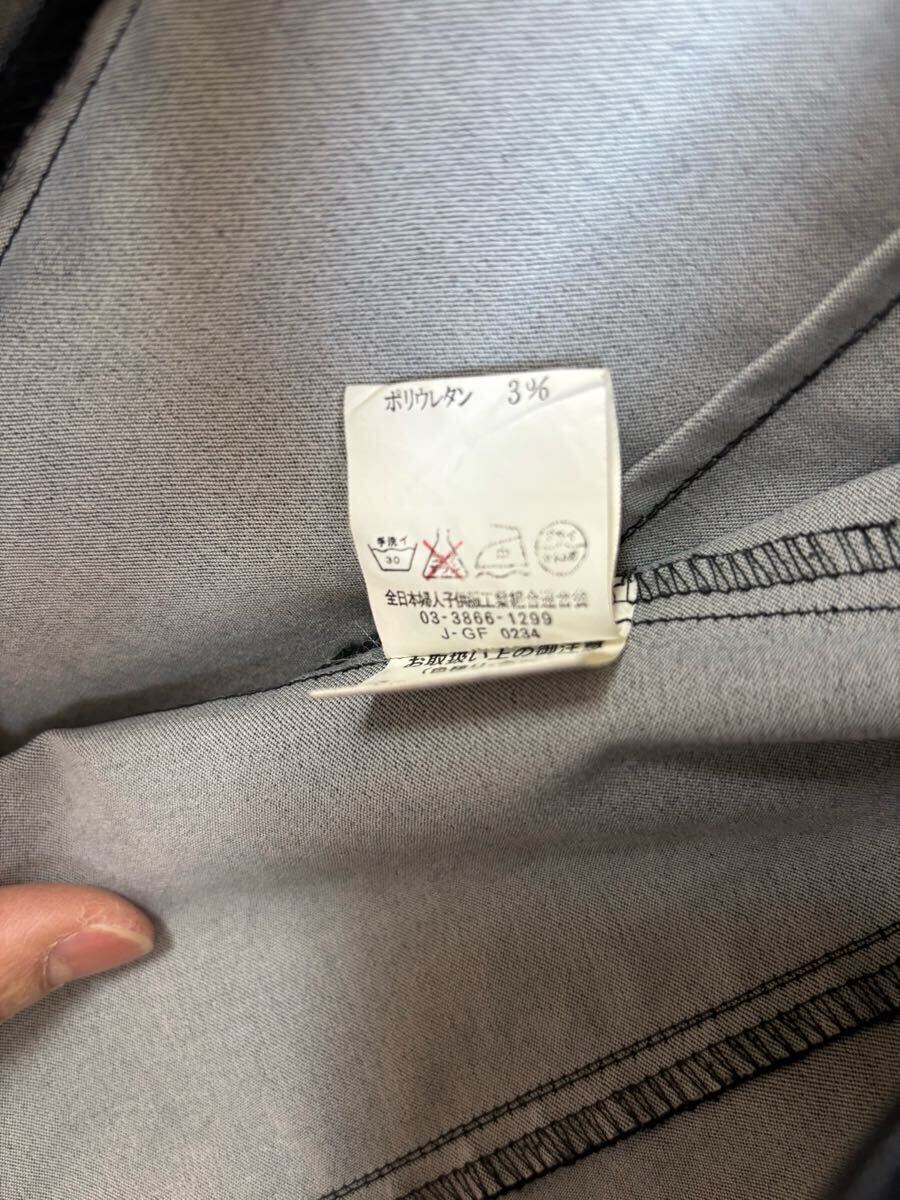 ポリウレタン 3%
手洗イ
30
中
全日本婦人子供服工業組合連合会
03-3866-1299
J-GF 0234
お取扱い上の御注意